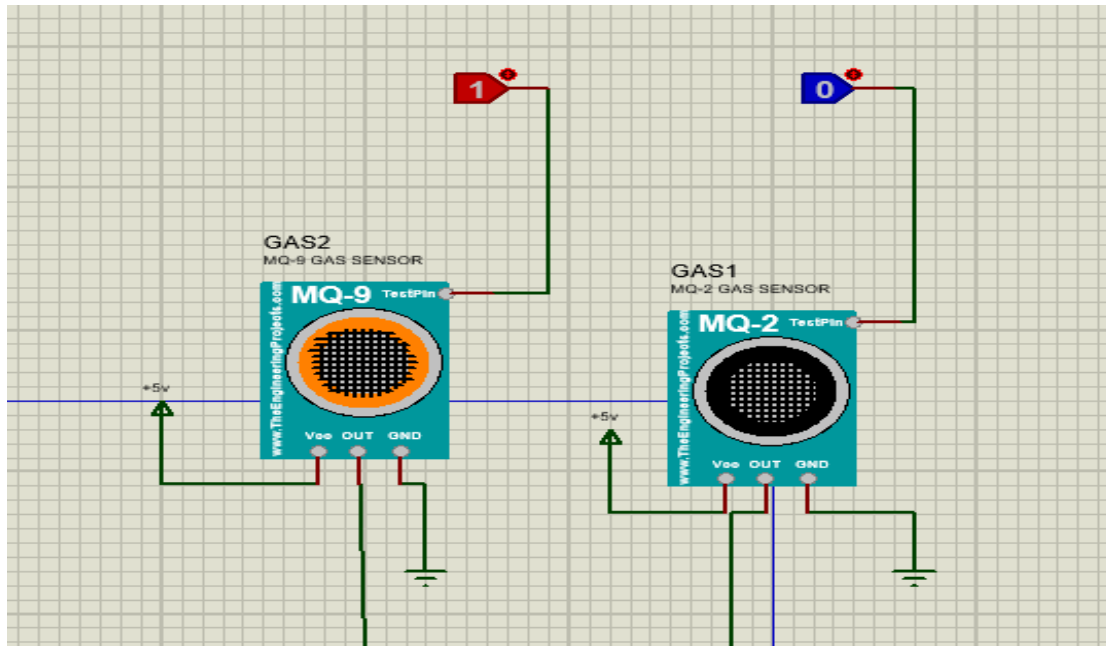 1
0
GAS2
MQ-9 GAS SENSOR
MQ-9
TestPin
www.TheEngineeringProjects.com
+5v
Vcc OUT GND
GAS1
MQ-2 GAS SENSOR
MQ-2
TestPin
www.TheEngineeringProjects.com
+5v
Vcc OUT GND